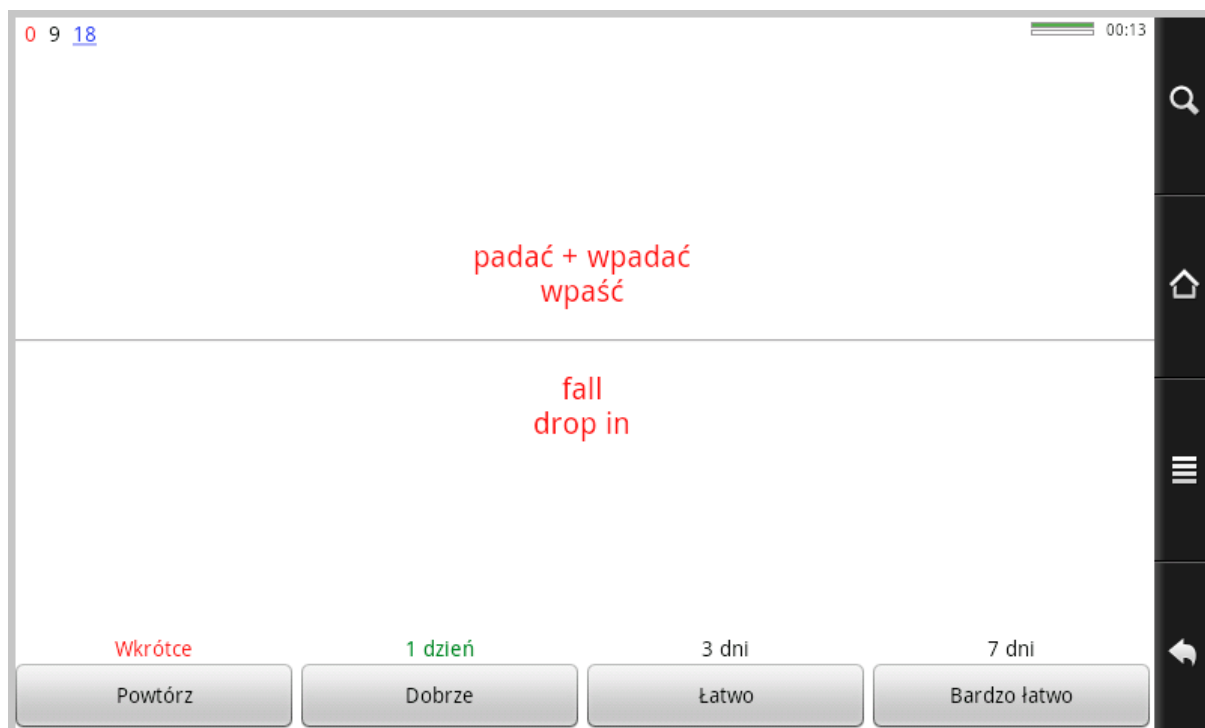 0 9 18
00:13
padać + wpadać
wpaść
fall
drop in
Wkrótce 1 dzień 3 dni 7 dni
Powtórz Dobrze Łatwo Bardzo łatwo